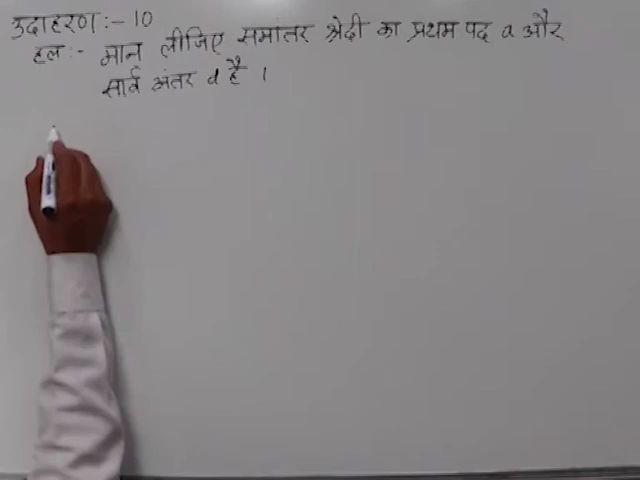 उदाहरण:- 10
हल:- मान लीजिए समांतर श्रेढी का प्रथम पद a और
सार्व अंतर d है ।